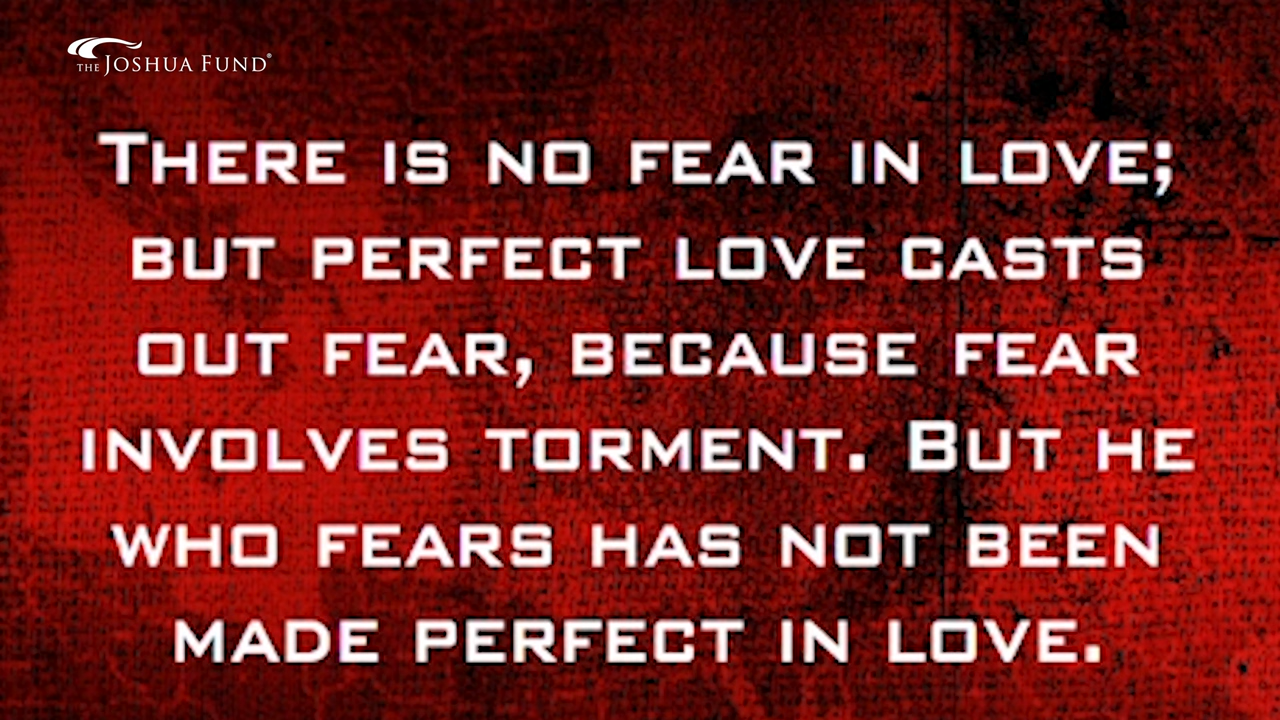 THE JOSHUA FUND®
THERE IS NO FEAR IN LOVE;
BUT PERFECT LOVE CASTS
OUT FEAR, BECAUSE FEAR
INVOLVES TORMENT. BUT HE
WHO FEARS HAS NOT BEEN
MADE PERFECT IN LOVE.